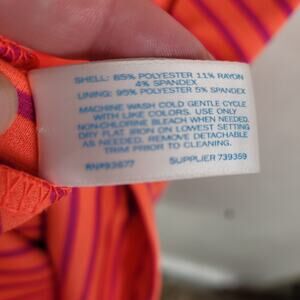 SHELL: 85% POLYESTER 11% RAYON
4% SPANDEX
LINING: 95% POLYESTER 5% SPANDEX
MACHINE WASH COLD GENTLE CYCLE
WITH LIKE COLORS. USE ONLY
NON-CHLORINE BLEACH WHEN NEEDED.
DRY FLAT. IRON ON LOWEST SETTING
AS NEEDED. REMOVE DETACHABLE
TRIM PRIOR TO CLEANING.
RN#93677 SUPPLIER 739359